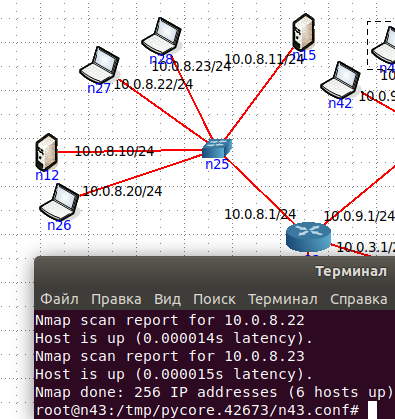 n28
n15
n27
10.0.8.23/24
10.0.8.11/24
10.0.8.22/24
n42
10.0.8.10/24
n12
n25
10.0.8.20/24
n26
10.0.8.1/24
10.0.9.1/24
10.0.3.1/2
Терминал
Файл Правка Вид Поиск Терминал Справка
Nmap scan report for 10.0.8.22
Host is up (0.000014s latency).
Nmap scan report for 10.0.8.23
Host is up (0.000015s latency).
Nmap done: 256 IP addresses (6 hosts up)
root@n43:/tmp/pycore.42673/n43.conf#